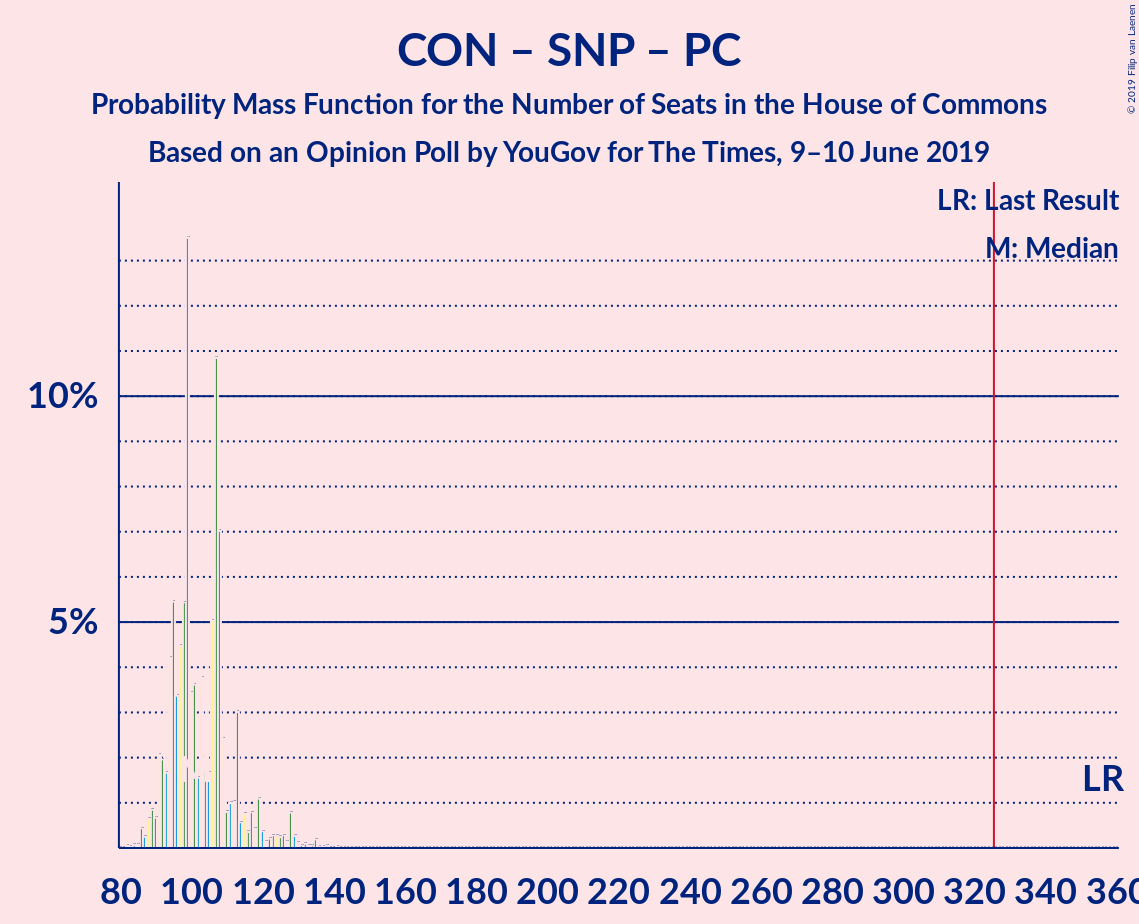 CON – SNP – PC
Probability Mass Function for the Number of Seats in the House of Commons
Based on an Opinion Poll by YouGov for The Times, 9–10 June 2019
© 2019 Filip van Laenen
LR: Last Result
M: Median
10%
5%
LR
80 100 120 140 160 180 200 220 240 260 280 300 320 340 360